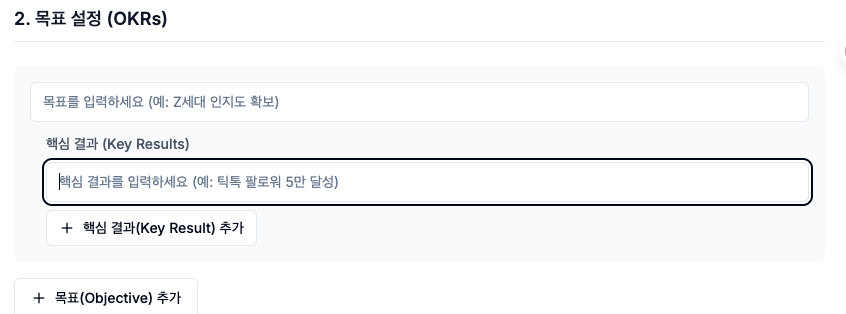 2. 목표 설정 (OKRs)
목표를 입력하세요 (예: Z세대 인지도 확보)
핵심 결과 (Key Results)
핵심 결과를 입력하세요 (예: 틱톡 팔로워 5만 달성)
+ 핵심 결과(Key Result) 추가
+ 목표(Objective) 추가